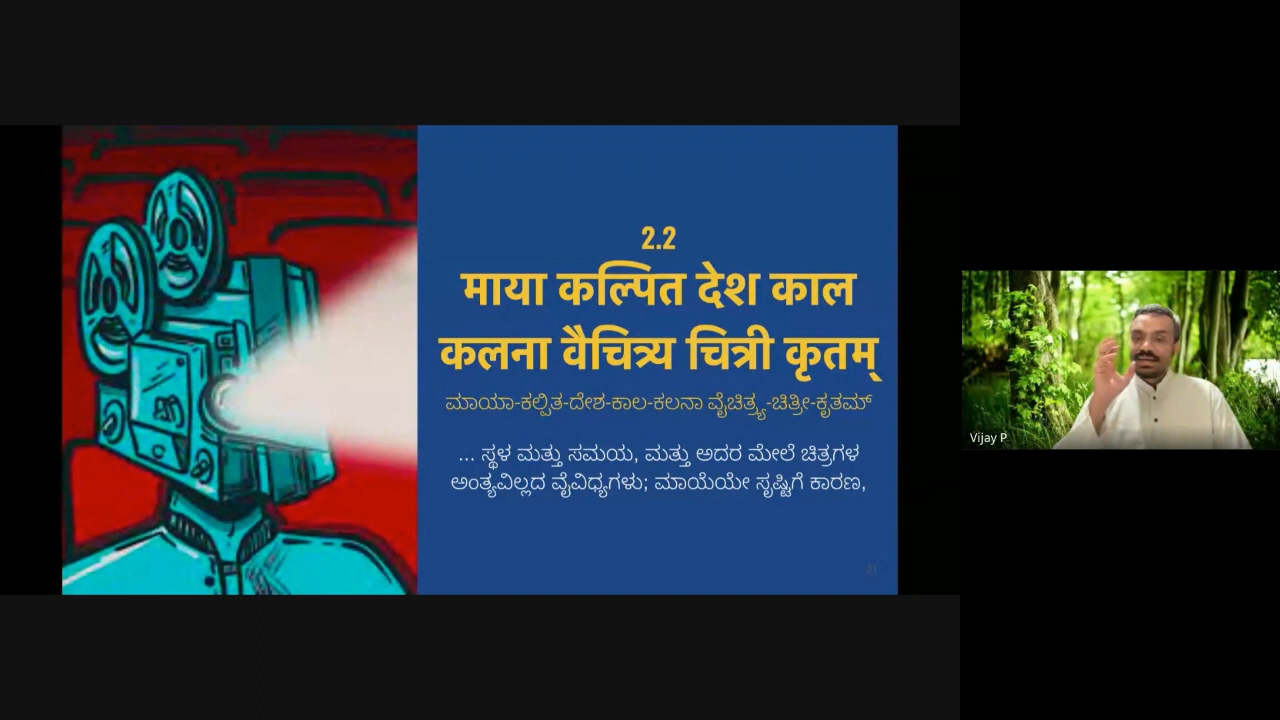 2.2
माया कल्पित देश काल
कलना वैचित्र्य चित्री कृतम्
ಮಾಯಾ-ಕಲ್ಪಿತ-ದೇಶ-ಕಾಲ-ಕಲನಾ ವೈಚಿತ್ರ್ಯ-ಚಿತ್ರೀ-ಕೃತಮ್
... ಸ್ಥಳ ಮತ್ತು ಸಮಯ, ಮತ್ತು ಅದರ ಮೇಲೆ ಚಿತ್ರಗಳ
ಅಂತ್ಯವಿಲ್ಲದ ವೈವಿಧ್ಯಗಳು; ಮಾಯೆಯೇ ಸೃಷ್ಟಿಗೆ ಕಾರಣ,
Vijay P